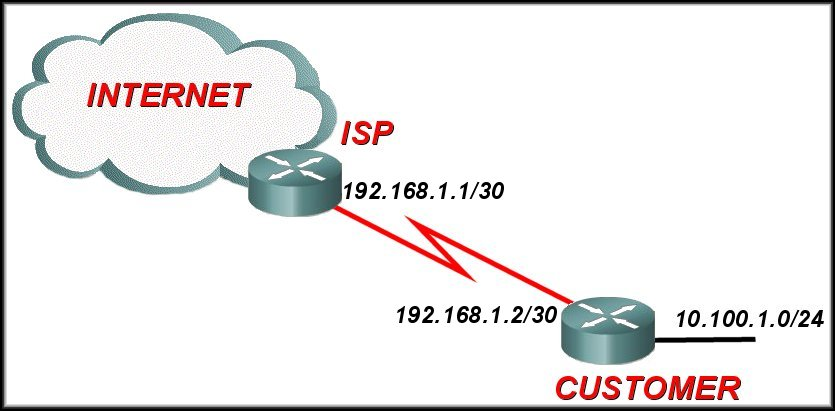 INTERNET
ISP
192.168.1.1/30
192.168.1.2/30
10.100.1.0/24
CUSTOMER